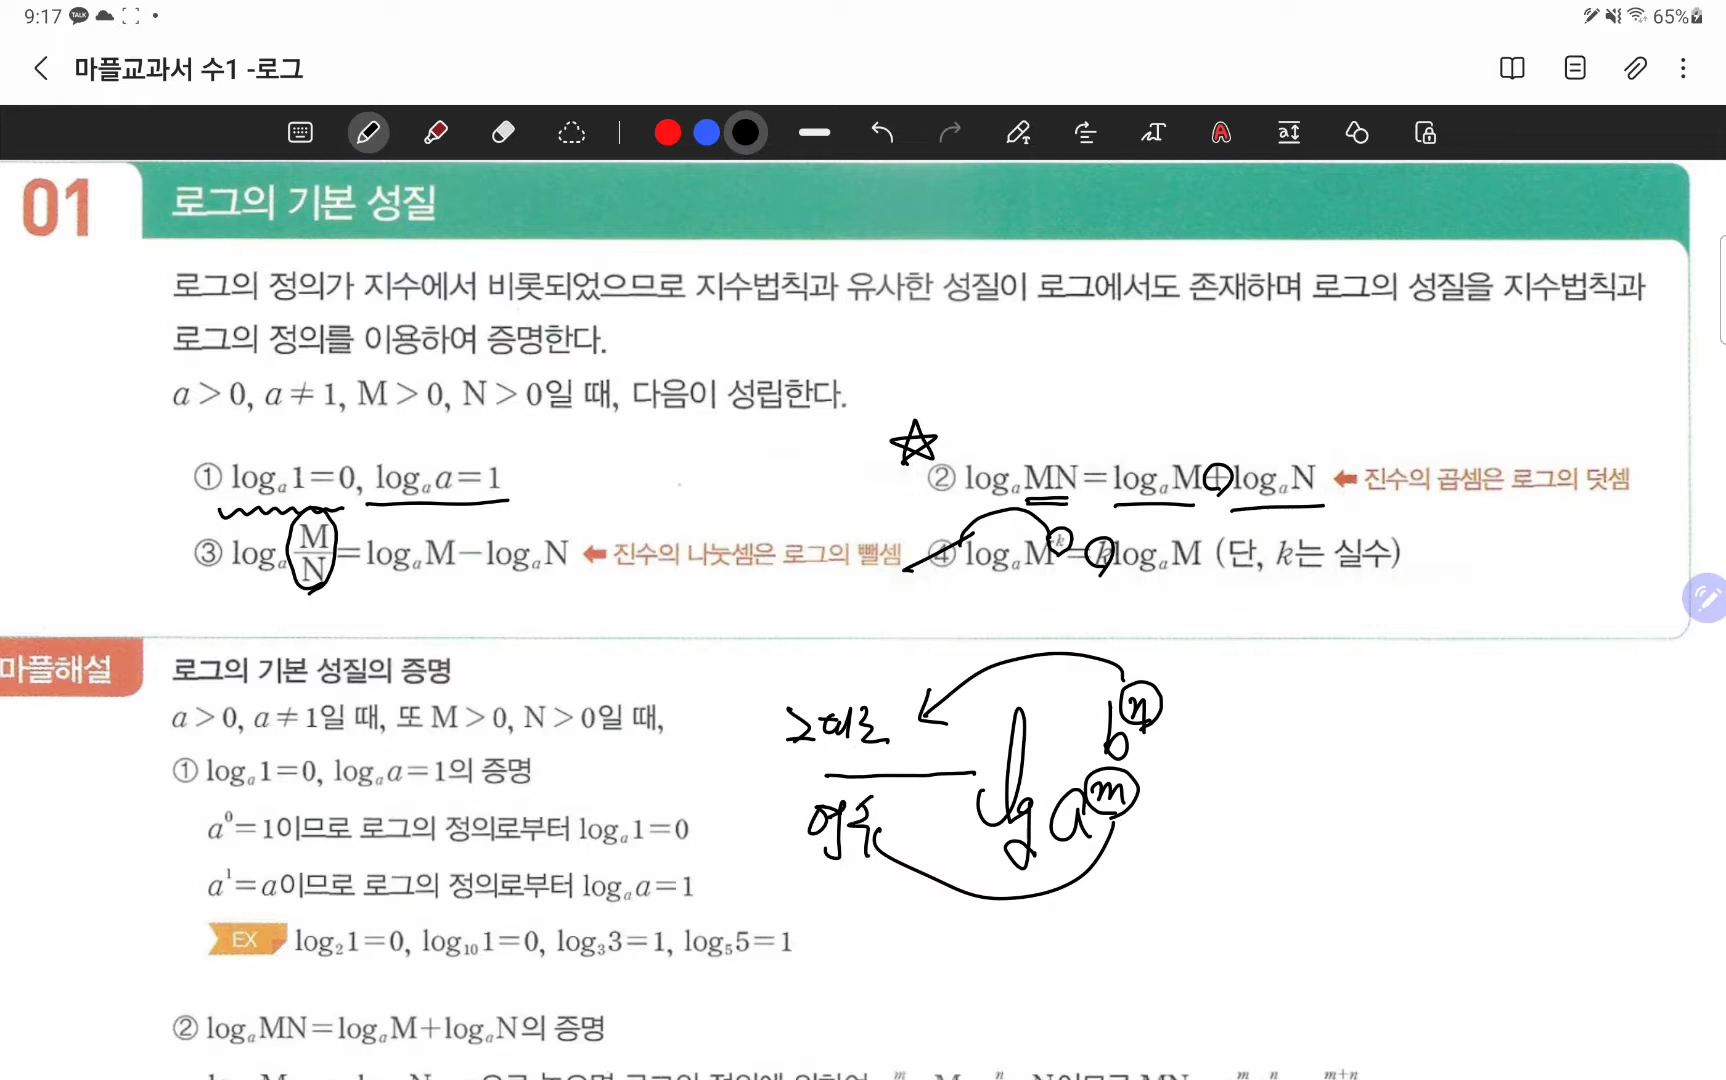 9:17 TALK 65%
마플교과서 수1 -로그
01 로그의 기본 성질
로그의 정의가 지수에서 비롯되었으므로 지수법칙과 유사한 성질이 로그에서도 존재하며 로그의 성질을 지수법칙과
로그의 정의를 이용하여 증명한다.
a>0, a≠1, M>0, N>0일 때, 다음이 성립한다.
① logₐ1=0, logₐa=1
② logₐMN=logₐM+logₐN ⬅ 진수의 곱셈은 로그의 덧셈
③ logₐ M/N =logₐM−logₐN ⬅ 진수의 나눗셈은 로그의 뺄셈
④ logₐMᵏ=klogₐM (단, k는 실수)
마플해설 로그의 기본 성질의 증명
a>0, a≠1일 때, 또 M>0, N>0일 때,
그대로
역수
log aᵐ bⁿ
① logₐ1=0, logₐa=1의 증명
a⁰=1이므로 로그의 정의로부터 logₐ1=0
a¹=a이므로 로그의 정의로부터 logₐa=1
EX log₂1=0, log₁₀1=0, log₃3=1, log₅5=1
② logₐMN=logₐM+logₐN의 증명